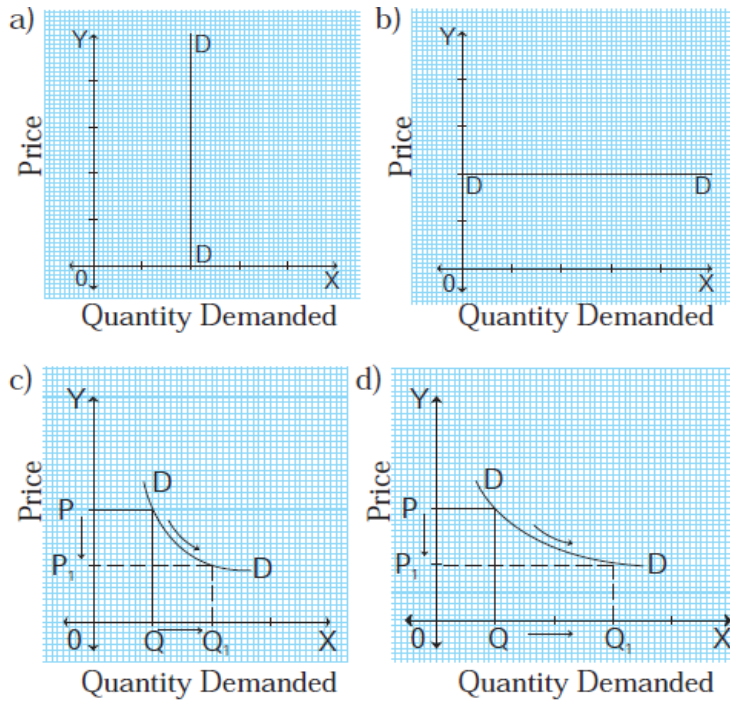 a)
Y
D
Price
D
0
X
Quantity Demanded
b)
Y
Price
D
D
0
X
Quantity Demanded
c)
Y
D
P
Price
P₁
D
0
Q
Q₁
X
Quantity Demanded
d)
Y
D
P
Price
P₁
D
0
Q
Q₁
X
Quantity Demanded